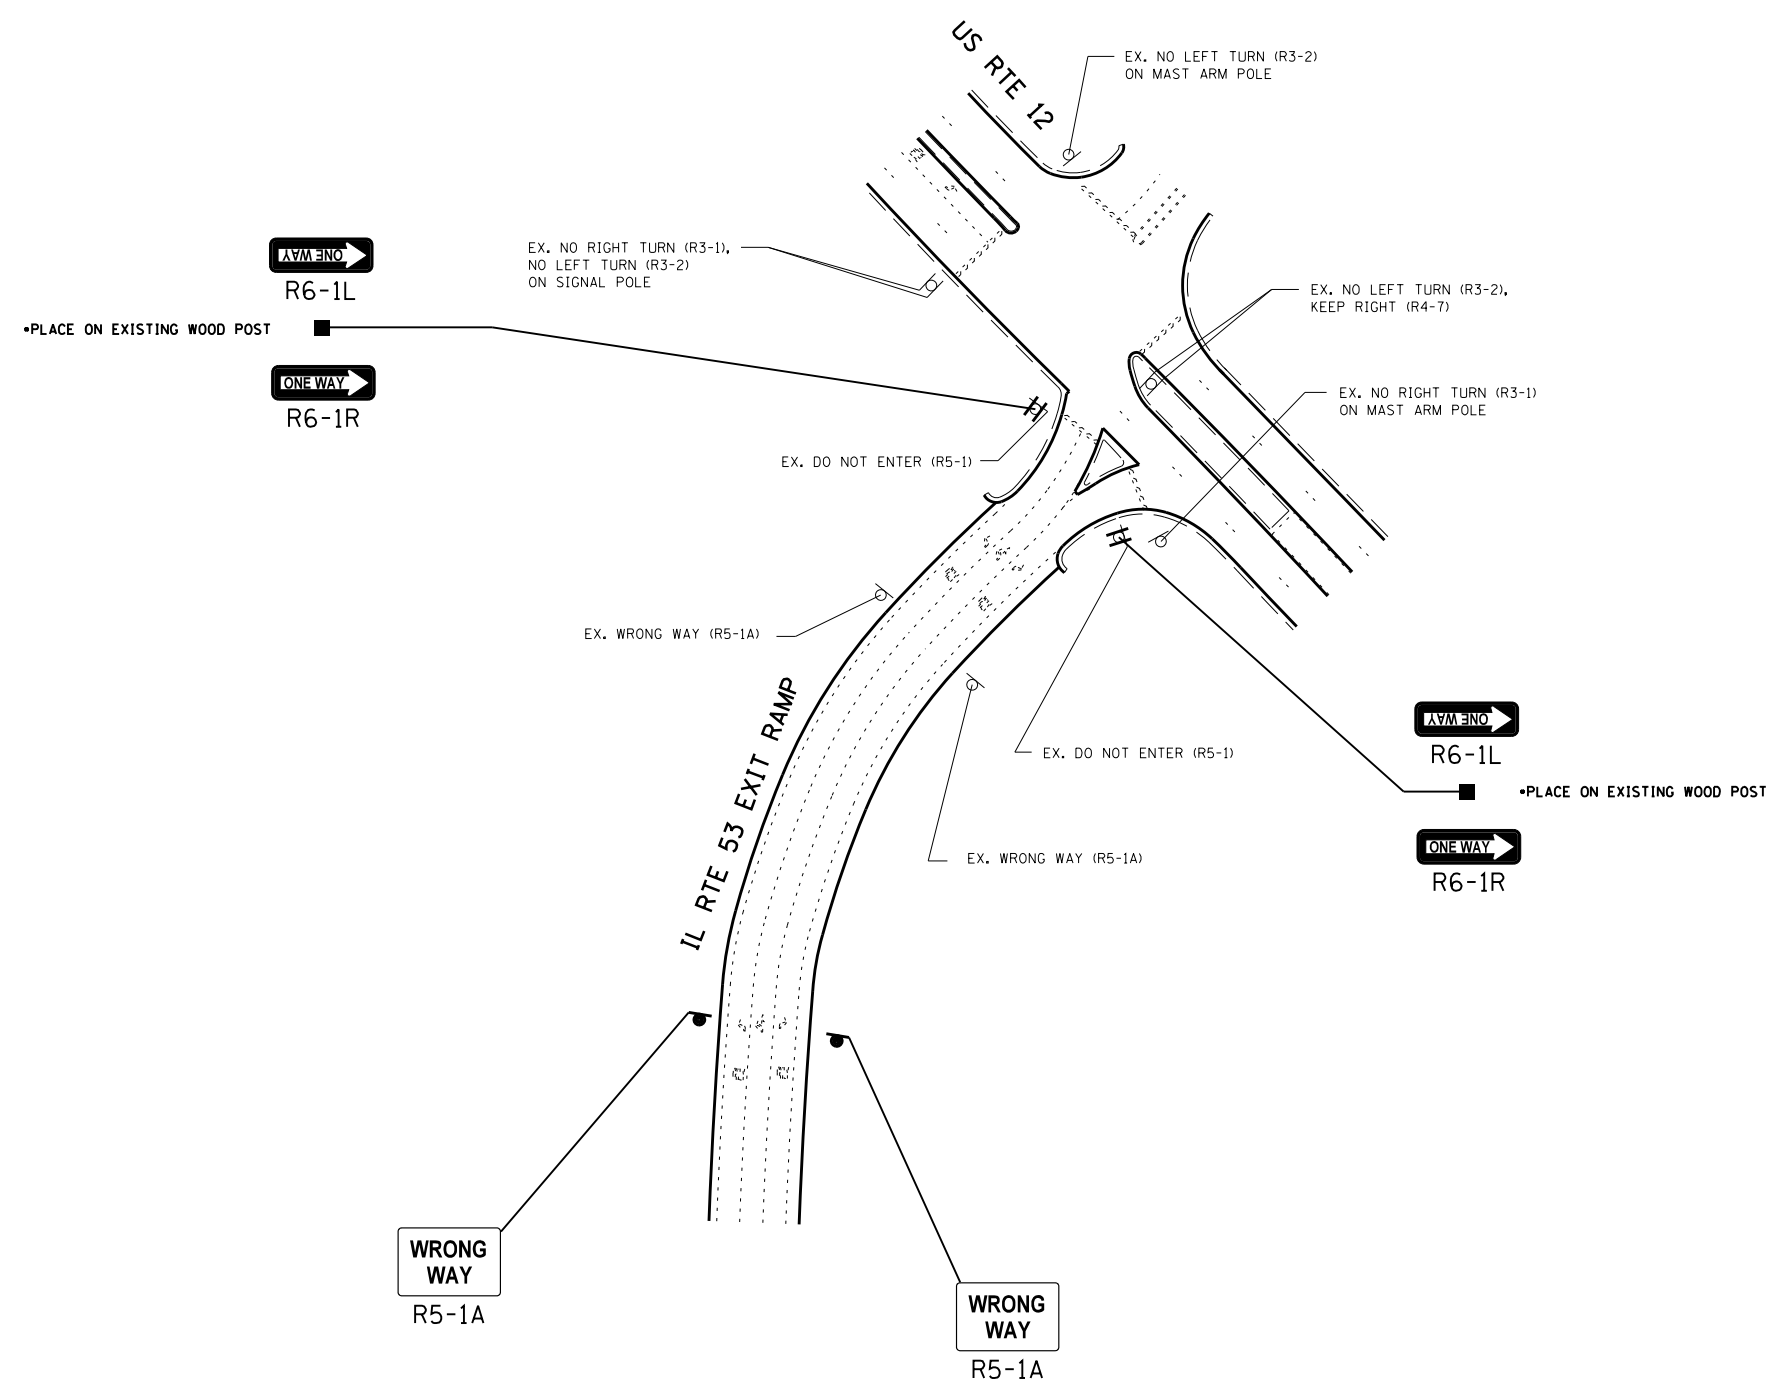 US RTE 12
EX. NO LEFT TURN (R3-2)
ON MAST ARM POLE
ONE WAY
R6-1L
•PLACE ON EXISTING WOOD POST
ONE WAY
R6-1R
EX. NO RIGHT TURN (R3-1),
NO LEFT TURN (R3-2)
ON SIGNAL POLE
EX. NO LEFT TURN (R3-2),
KEEP RIGHT (R4-7)
EX. NO RIGHT TURN (R3-1)
ON MAST ARM POLE
EX. DO NOT ENTER (R5-1)
EX. WRONG WAY (R5-1A)
IL RTE 53 EXIT RAMP
EX. DO NOT ENTER (R5-1)
EX. WRONG WAY (R5-1A)
ONE WAY
R6-1L
•PLACE ON EXISTING WOOD POST
ONE WAY
R6-1R
WRONG
WAY
R5-1A
WRONG
WAY
R5-1A